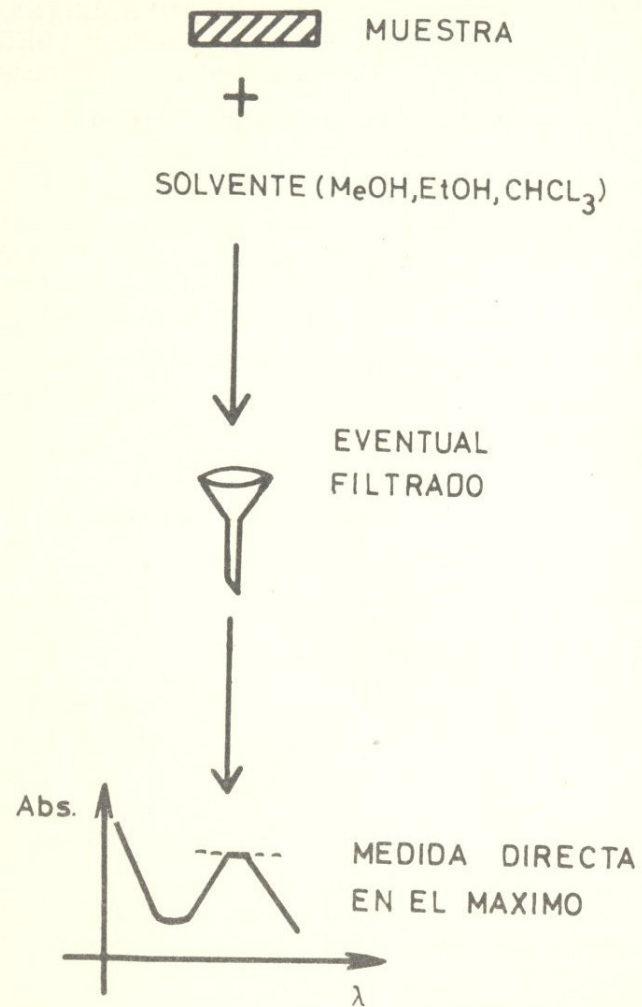 MUESTRA
+
SOLVENTE (MeOH, EtOH, CHCL₃)
EVENTUAL
FILTRADO
Abs.
MEDIDA DIRECTA
EN EL MAXIMO
λ